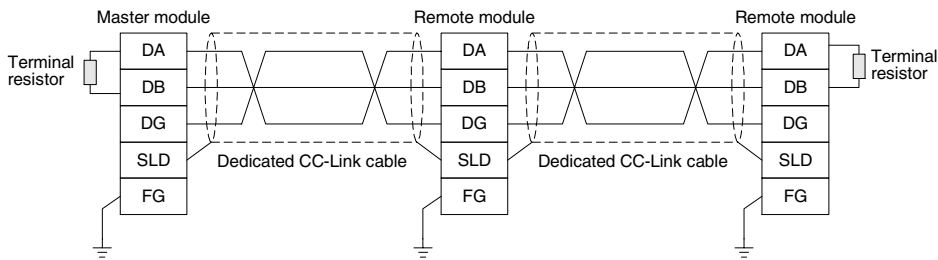 Master module
Remote module
Remote module
Terminal
resistor
DA
DB
DG
SLD
FG
Dedicated CC-Link cable
DA
DB
DG
SLD
FG
Dedicated CC-Link cable
DA
DB
DG
SLD
FG
Terminal
resistor